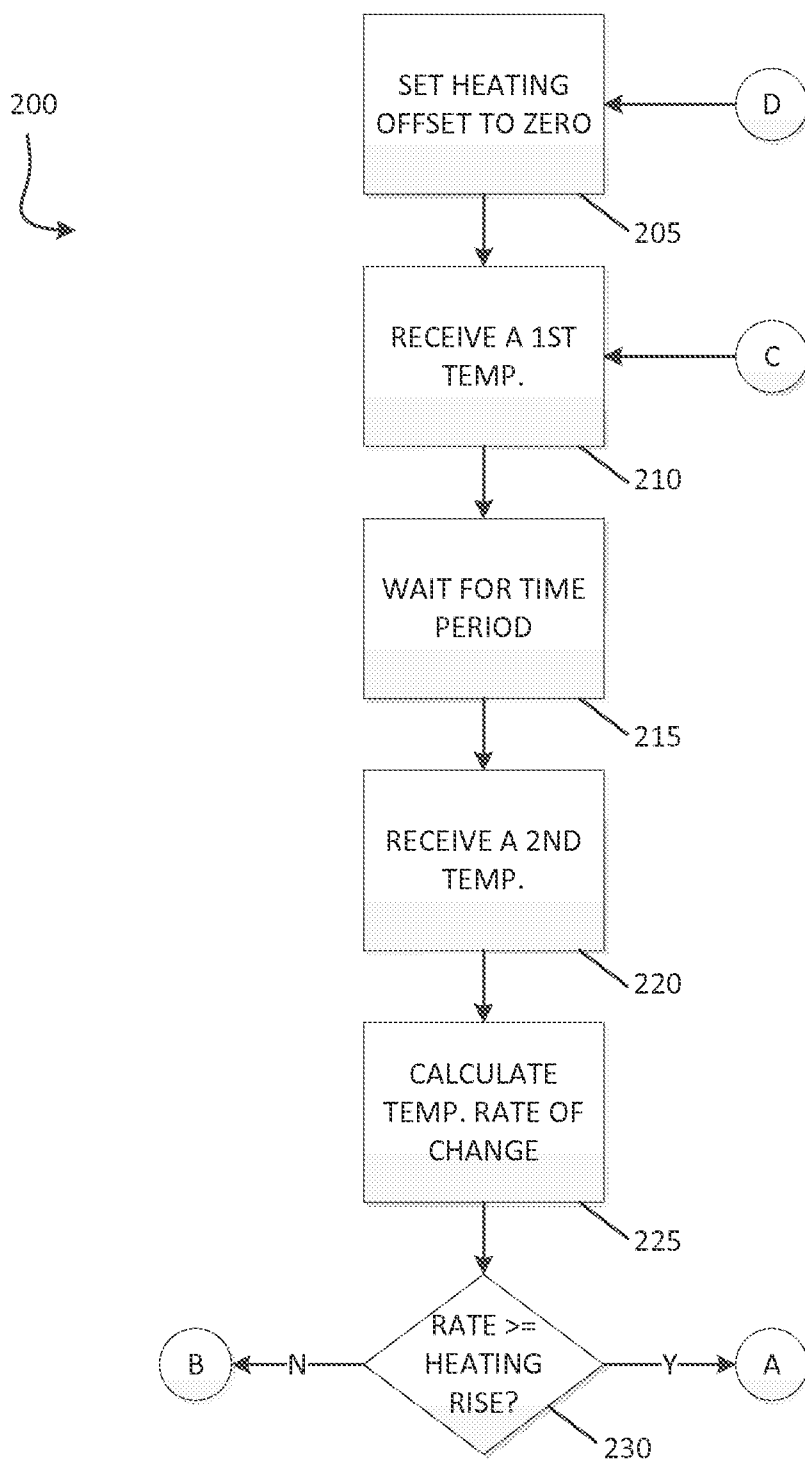 200
SET HEATING
OFFSET TO ZERO
D
205
RECEIVE A 1ST
TEMP.
C
210
WAIT FOR TIME
PERIOD
215
RECEIVE A 2ND
TEMP.
220
CALCULATE
TEMP. RATE OF
CHANGE
225
B
N
RATE >=
HEATING
RISE?
Y
A
230